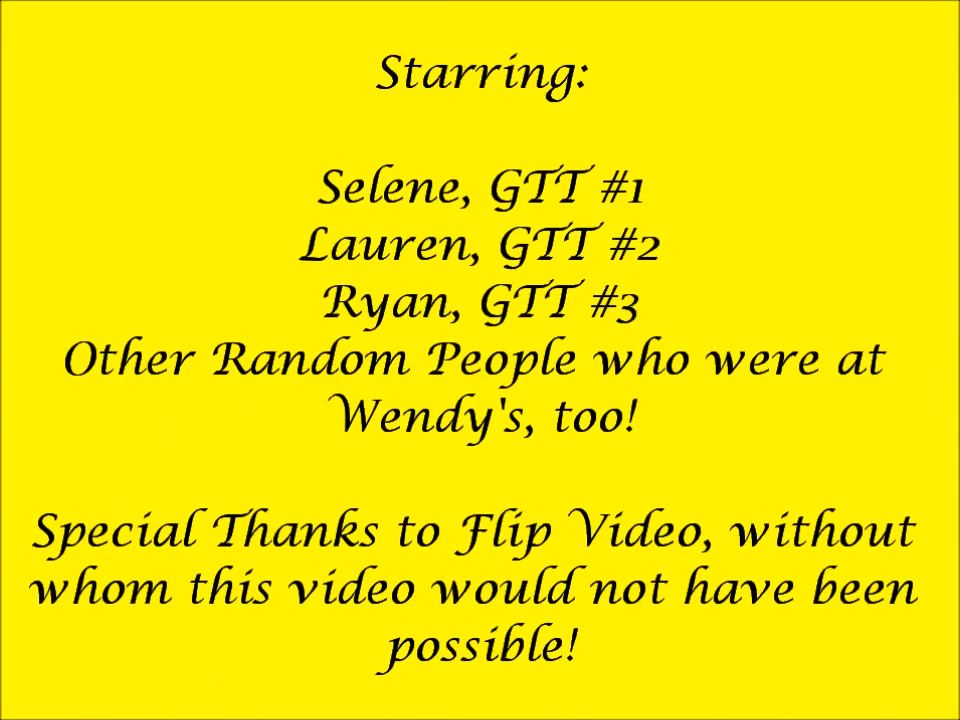 Starring:
Selene, GTT #1
Lauren, GTT #2
Ryan, GTT #3
Other Random People who were at
Wendy's, too!
Special Thanks to Flip Video, without
whom this video would not have been
possible!